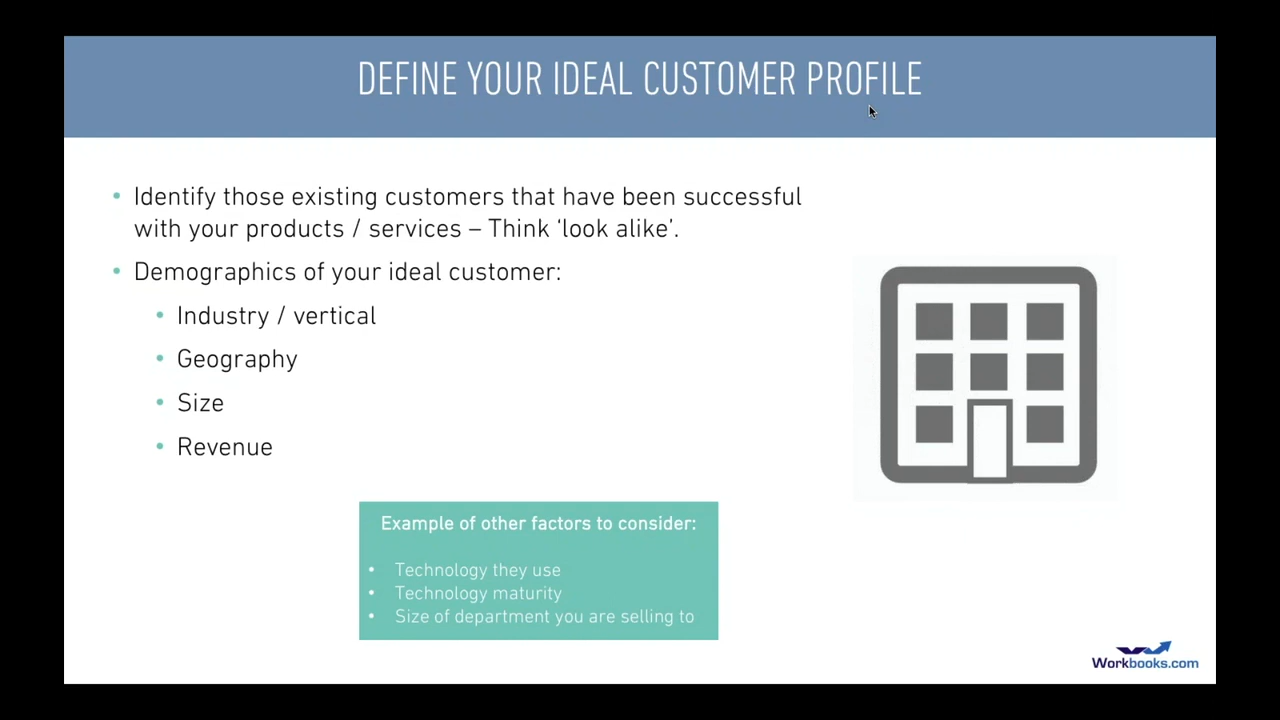 DEFINE YOUR IDEAL CUSTOMER PROFILE
• Identify those existing customers that have been successful
with your products / services – Think ‘look alike’.
• Demographics of your ideal customer:
• Industry / vertical
• Geography
• Size
• Revenue
Example of other factors to consider:
• Technology they use
• Technology maturity
• Size of department you are selling to
Workbooks.com